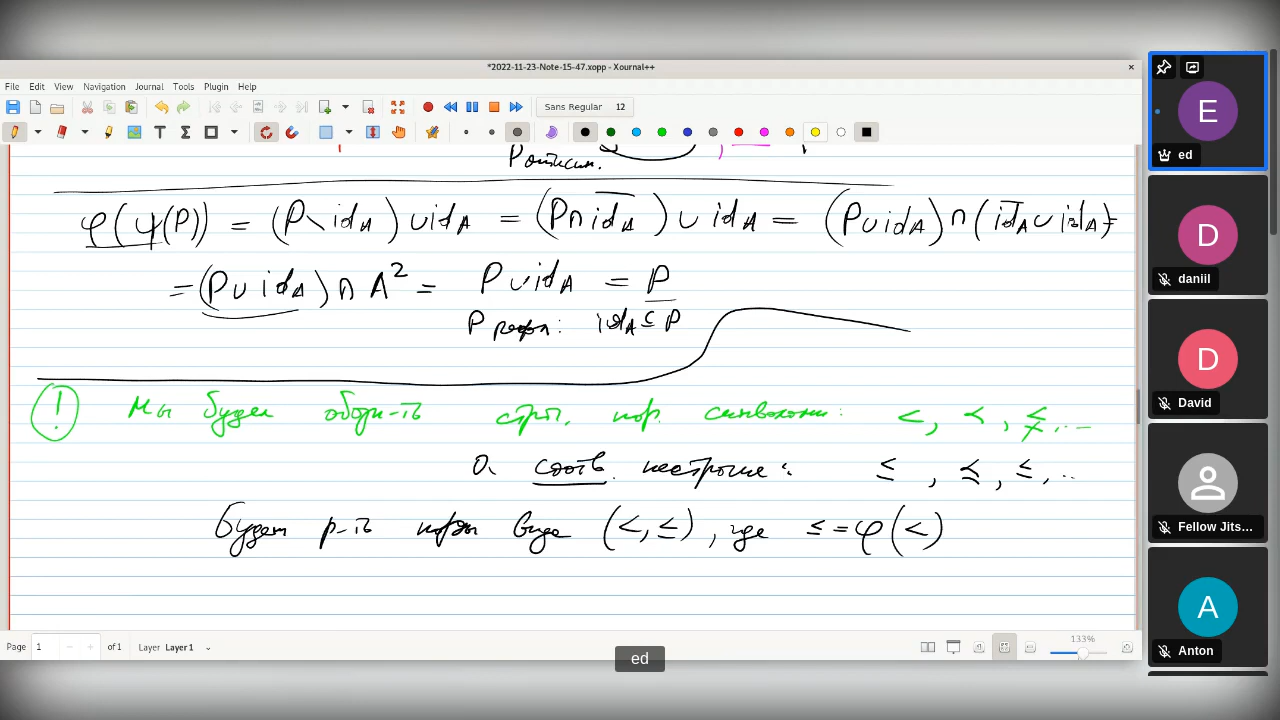 *2022-11-23-Note-15-47.xopp - Xournal++
File Edit View Navigation Journal Tools Plugin Help
Sans Regular 12
φ(ψ(P)) = (P∖id_A) ∪ id_A = (P∩\overline{id_A}) ∪ id_A = (P∪id_A) ∩ (\overline{id_A} ∪ id_A) =
= (P∪id_A) ∩ A² = P∪id_A = P
P рефл: id_A ⊆ P
! Мы будем обозн-ть строг. пор. символами: <, ≺, ≨, ...
А соотв. нестрогие: ≤, ≼, ≤, ...
Будем р-ть пары вида (<, ≤), где ≤ = φ(<)
Page 1 of 1 Layer Layer 1 133%
ed
E
ed
D
daniil
D
David
Fellow Jits...
A
Anton